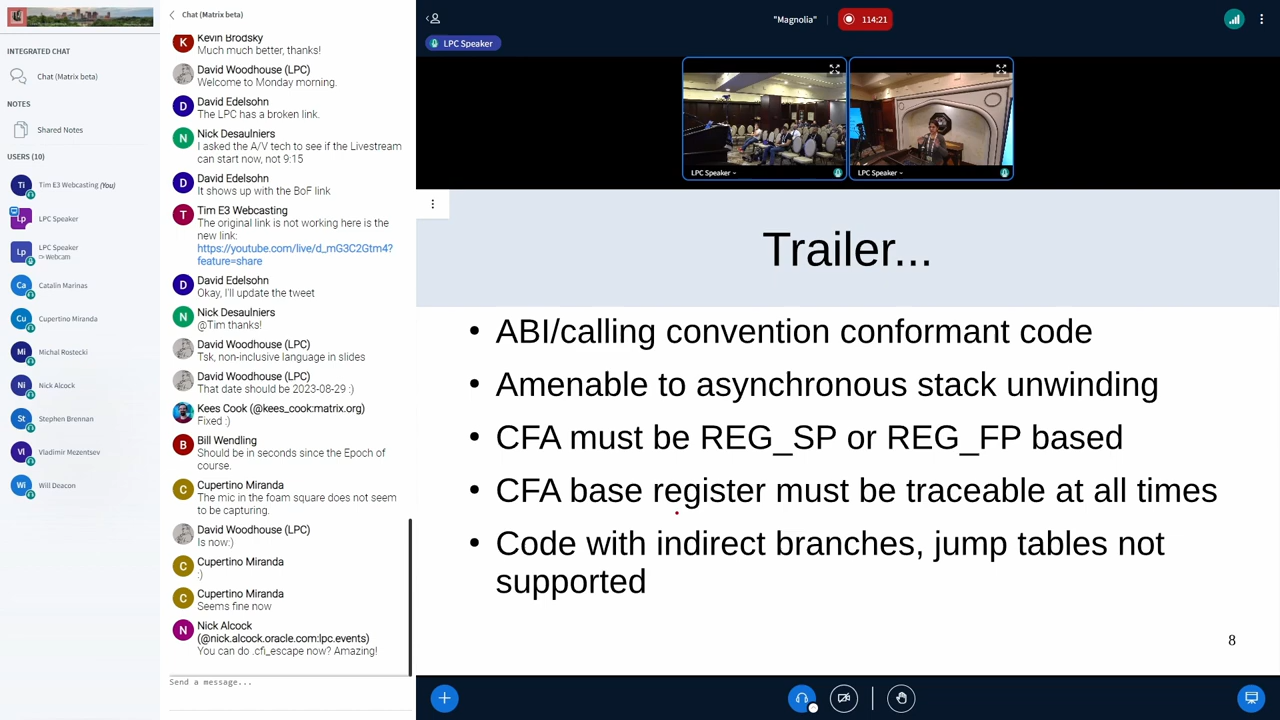 INTEGRATED CHAT
Chat (Matrix beta)
NOTES
Shared Notes
USERS (10)
Ti
Tim E3 Webcasting (You)
Lp
LPC Speaker
Lp
LPC Speaker
Webcam
Ca
Catalin Marinas
Cu
Cupertino Miranda
Mi
Michal Rostecki
Ni
Nick Alcock
St
Stephen Brennan
Vl
Vladimir Mezentsev
Wi
Will Deacon
Chat (Matrix beta)
K
Kevin Brodsky
Much much better, thanks!
David Woodhouse (LPC)
Welcome to Monday morning.
D
David Edelsohn
The LPC has a broken link.
N
Nick Desaulniers
I asked the A/V tech to see if the Livestream
can start now, not 9:15
D
David Edelsohn
It shows up with the BoF link
T
Tim E3 Webcasting
The original link is not working here is the
new link:
https://youtube.com/live/d_mG3C2Gtm4?
feature=share
D
David Edelsohn
Okay, I'll update the tweet
N
Nick Desaulniers
@Tim thanks!
David Woodhouse (LPC)
Tsk, non-inclusive language in slides
David Woodhouse (LPC)
That date should be 2023-08-29 :)
Kees Cook (@kees_cook:matrix.org)
Fixed :)
B
Bill Wendling
Should be in seconds since the Epoch of
course.
C
Cupertino Miranda
The mic in the foam square does not seem
to be capturing.
David Woodhouse (LPC)
Is now:)
C
Cupertino Miranda
:)
C
Cupertino Miranda
Seems fine now
N
Nick Alcock
(@nick.alcock.oracle.com:lpc.events)
You can do .cfi_escape now? Amazing!
Send a message...
"Magnolia"
114:21
LPC Speaker
LPC Speaker
LPC Speaker
Trailer...
• ABI/calling convention conformant code
• Amenable to asynchronous stack unwinding
• CFA must be REG_SP or REG_FP based
• CFA base register must be traceable at all times
• Code with indirect branches, jump tables not
supported
8